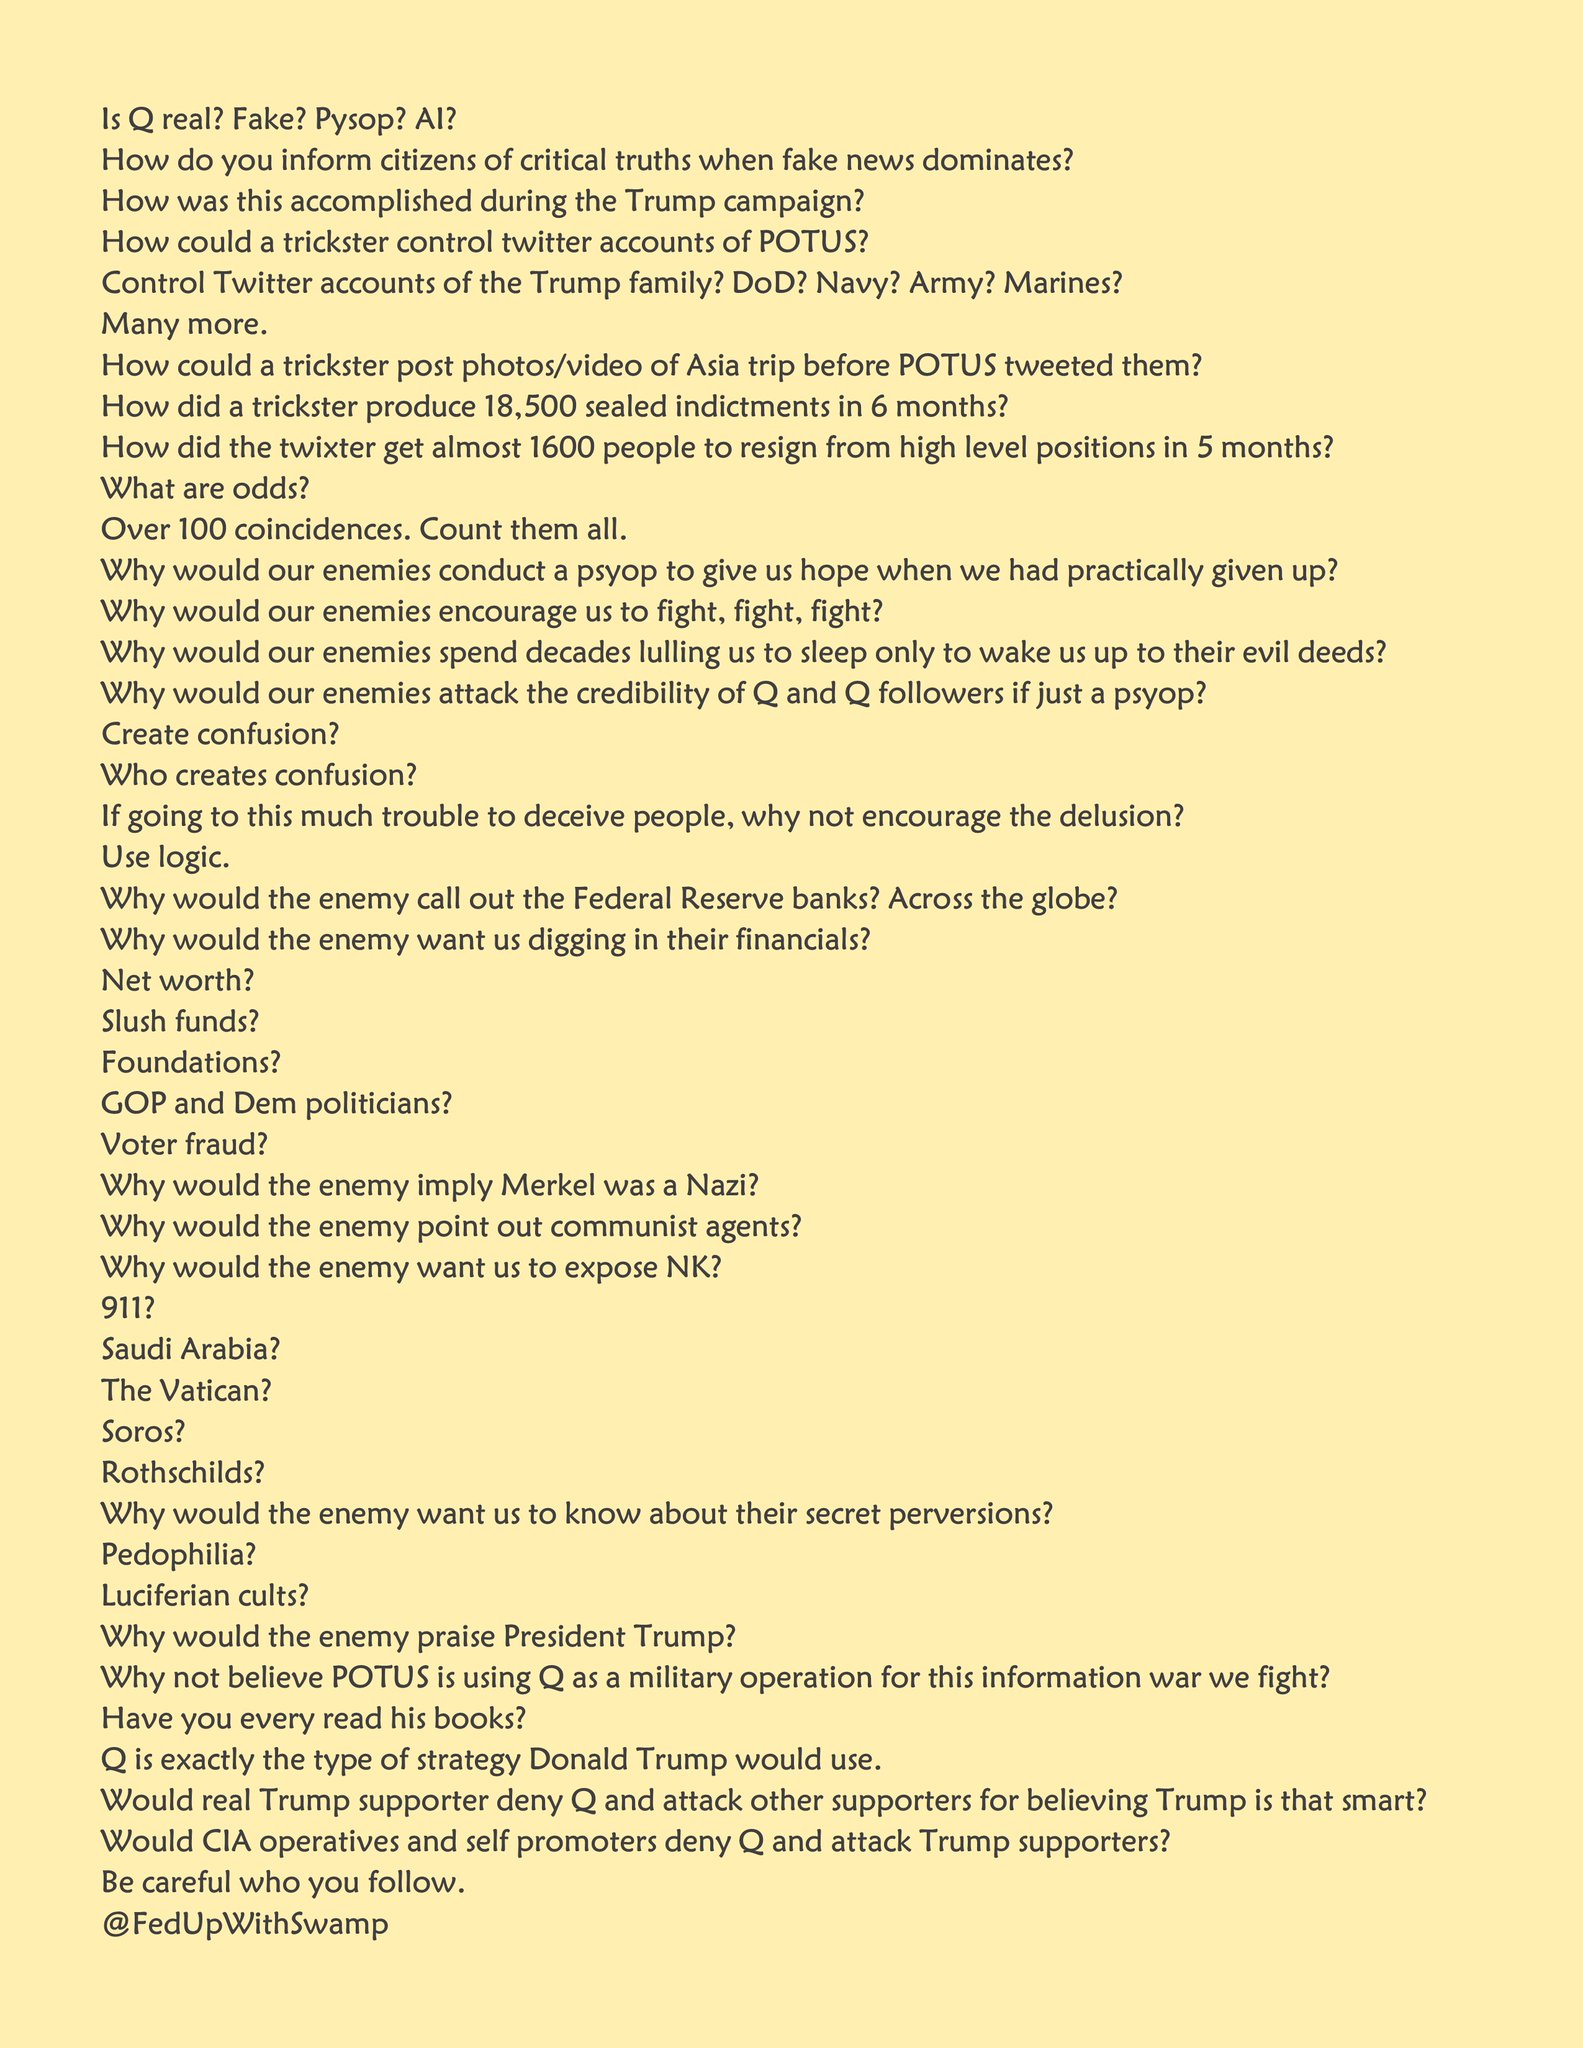 Is Q real? Fake? Pysop? AI?
How do you inform citizens of critical truths when fake news dominates?
How was this accomplished during the Trump campaign?
How could a trickster control twitter accounts of POTUS?
Control Twitter accounts of the Trump family? DoD? Navy? Army? Marines?
Many more.
How could a trickster post photos/video of Asia trip before POTUS tweeted them?
How did a trickster produce 18,500 sealed indictments in 6 months?
How did the twixter get almost 1600 people to resign from high level positions in 5 months?
What are odds?
Over 100 coincidences. Count them all.
Why would our enemies conduct a psyop to give us hope when we had practically given up?
Why would our enemies encourage us to fight, fight, fight?
Why would our enemies spend decades lulling us to sleep only to wake us up to their evil deeds?
Why would our enemies attack the credibility of Q and Q followers if just a psyop?
Create confusion?
Who creates confusion?
If going to this much trouble to deceive people, why not encourage the delusion?
Use logic.
Why would the enemy call out the Federal Reserve banks? Across the globe?
Why would the enemy want us digging in their financials?
Net worth?
Slush funds?
Foundations?
GOP and Dem politicians?
Voter fraud?
Why would the enemy imply Merkel was a Nazi?
Why would the enemy point out communist agents?
Why would the enemy want us to expose NK?
911?
Saudi Arabia?
The Vatican?
Soros?
Rothschilds?
Why would the enemy want us to know about their secret perversions?
Pedophilia?
Luciferian cults?
Why would the enemy praise President Trump?
Why not believe POTUS is using Q as a military operation for this information war we fight?
Have you every read his books?
Q is exactly the type of strategy Donald Trump would use.
Would real Trump supporter deny Q and attack other supporters for believing Trump is that smart?
Would CIA operatives and self promoters deny Q and attack Trump supporters?
Be careful who you follow.
@FedUpWithSwamp